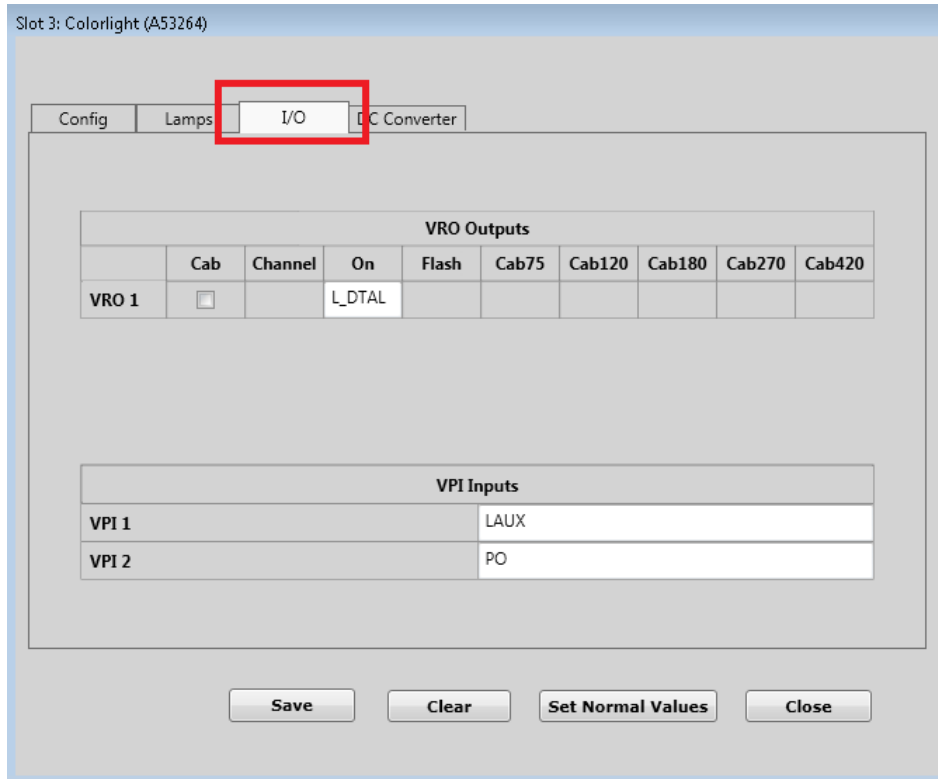 Slot 3: Colorlight (A53264)
Config Lamps I/O DC Converter
VRO Outputs
Cab Channel On Flash Cab75 Cab120 Cab180 Cab270 Cab420
VRO 1 L_DTAL
VPI Inputs
VPI 1 LAUX
VPI 2 PO
Save Clear Set Normal Values Close